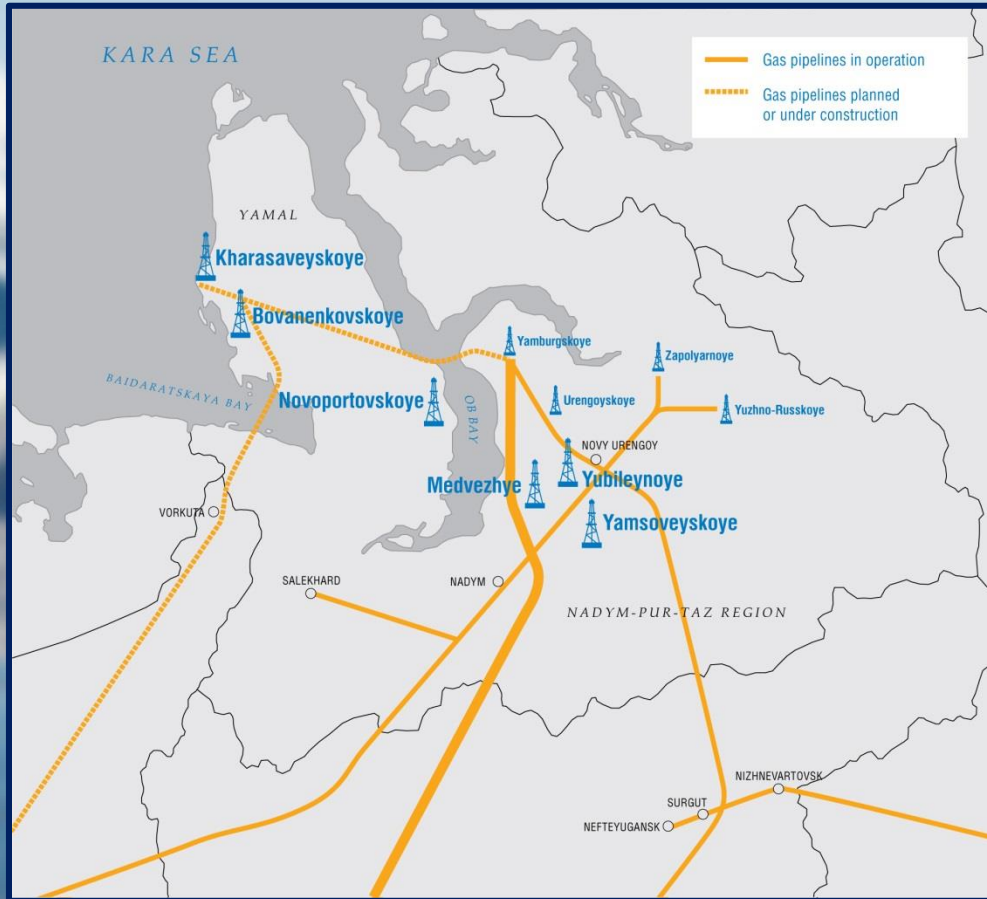 KARA SEA
Gas pipelines in operation
Gas pipelines planned
or under construction
YAMAL
Kharasaveyskoye
Bovanenkovskoye
Yamburgskoye
Zapolyarnoye
BAIDARATSKAYA BAY
Novoportovskoye
OB BAY
Urengoyskoye
Yuzhno-Russkoye
NOVY URENGOY
Medvezhye
Yubileynoye
VORKUTA
Yamsoveyskoye
SALEKHARD
NADYM
NADYM-PUR-TAZ REGION
NIZHNEVARTOVSK
SURGUT
NEFTEYUGANSK